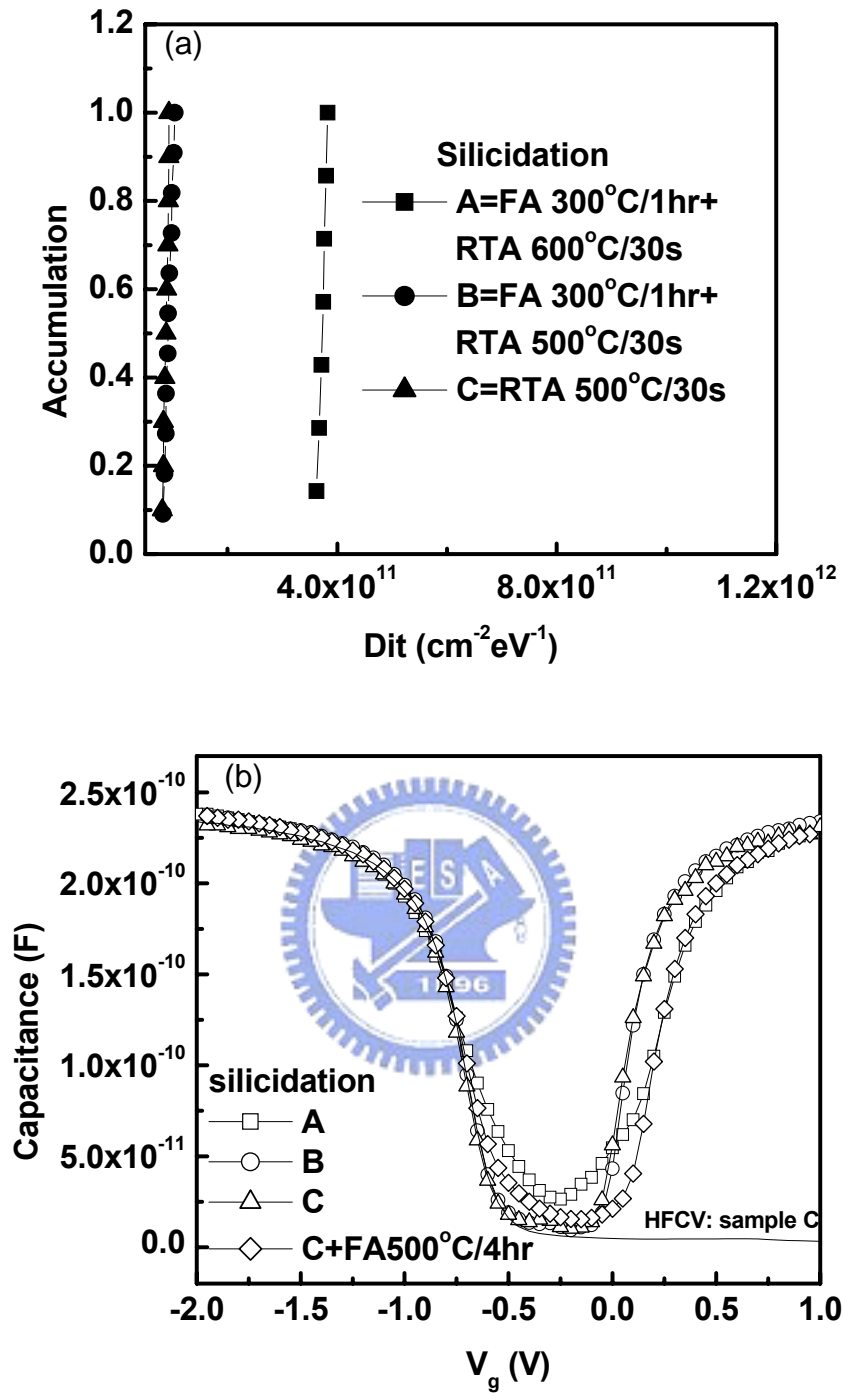 (a)
1.2
1.0
0.8
0.6
0.4
0.2
0.0
Accumulation
Silicidation
A=FA 300°C/1hr+
RTA 600°C/30s
B=FA 300°C/1hr+
RTA 500°C/30s
C=RTA 500°C/30s
4.0x10¹¹ 8.0x10¹¹ 1.2x10¹²
Dit (cm⁻²eV⁻¹)
(b)
2.5x10⁻¹⁰
2.0x10⁻¹⁰
1.5x10⁻¹⁰
1.0x10⁻¹⁰
5.0x10⁻¹¹
0.0
Capacitance (F)
E S A
1896
silicidation
A
B
C
C+FA500°C/4hr
HFCV: sample C
-2.0 -1.5 -1.0 -0.5 0.0 0.5 1.0
V_g (V)